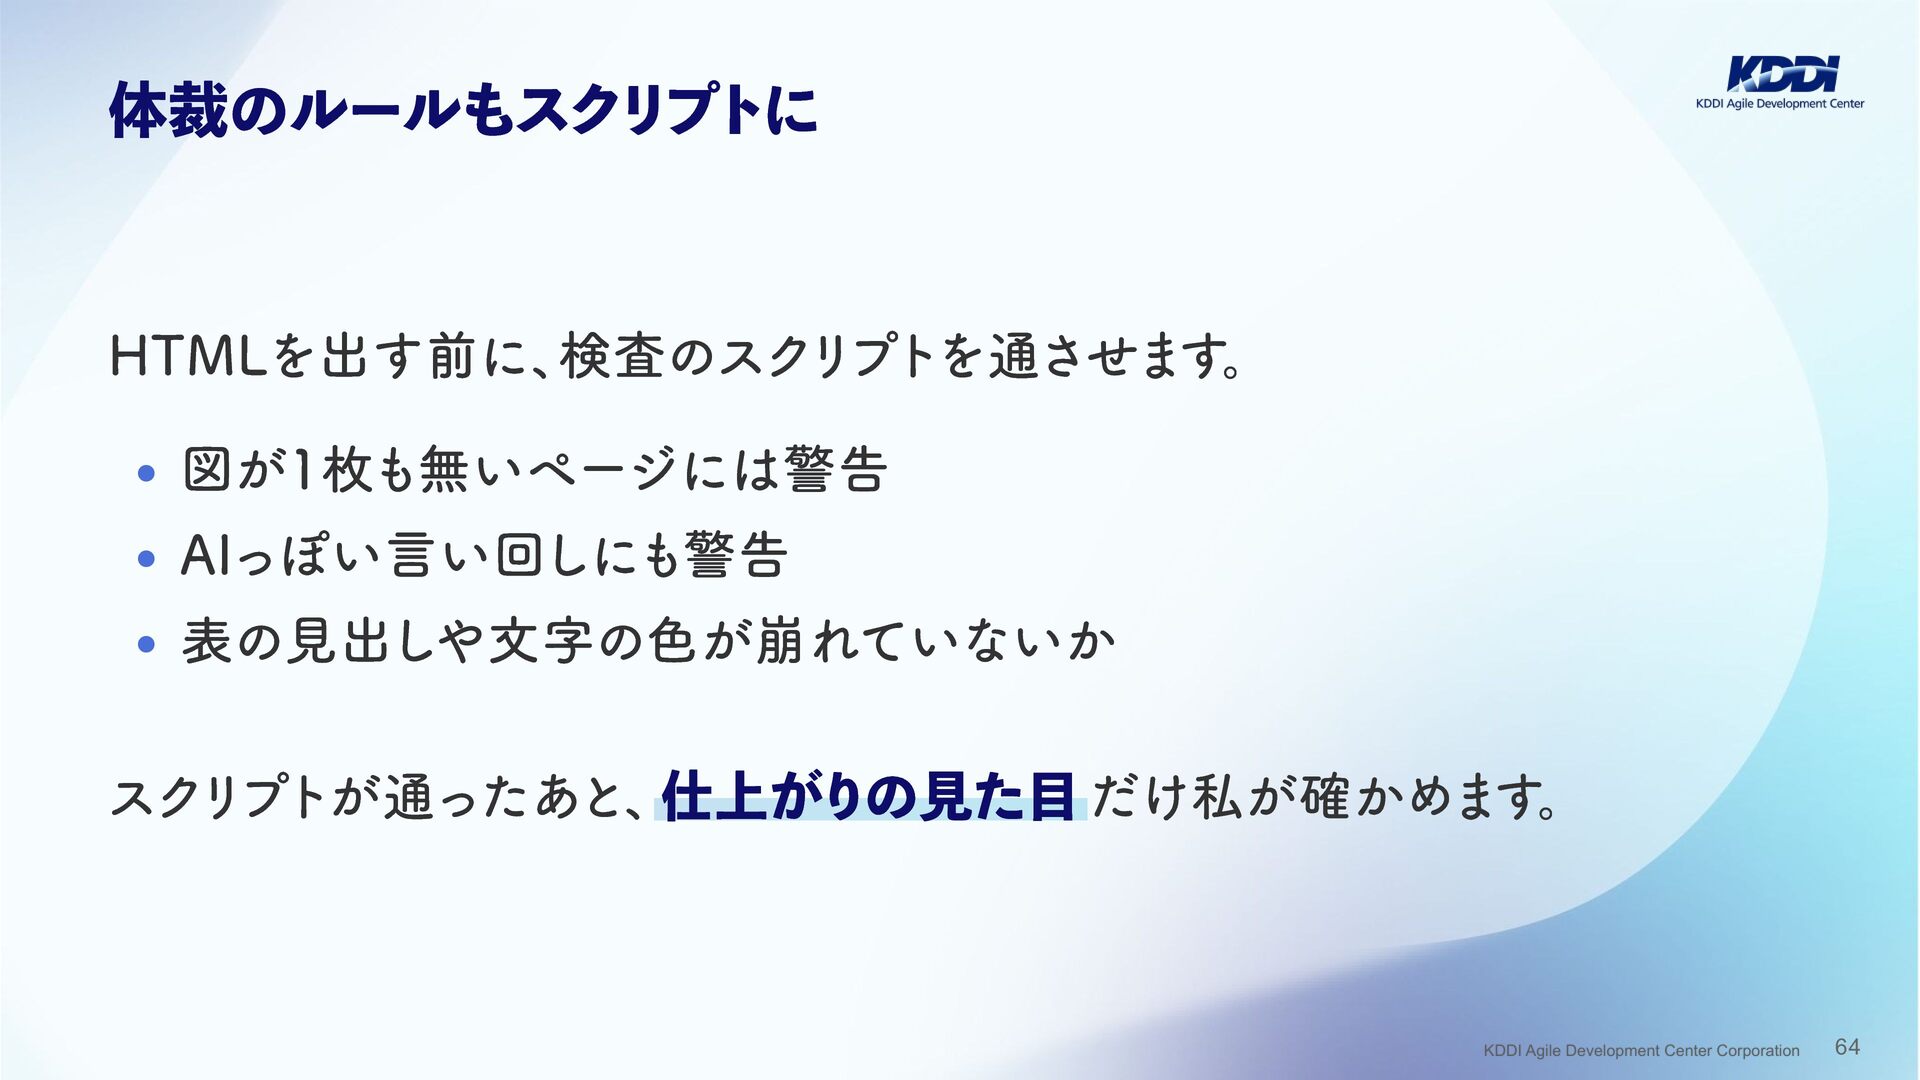 体裁のルールもスクリプトに
KDDI
KDDI Agile Development Center
HTMLを出す前に、検査のスクリプトを通させます。
• 図が1枚も無いページには警告
• AIっぽい言い回しにも警告
• 表の見出しや文字の色が崩れていないか
スクリプトが通ったあと、仕上がりの見た目だけ私が確かめます。
KDDI Agile Development Center Corporation 64